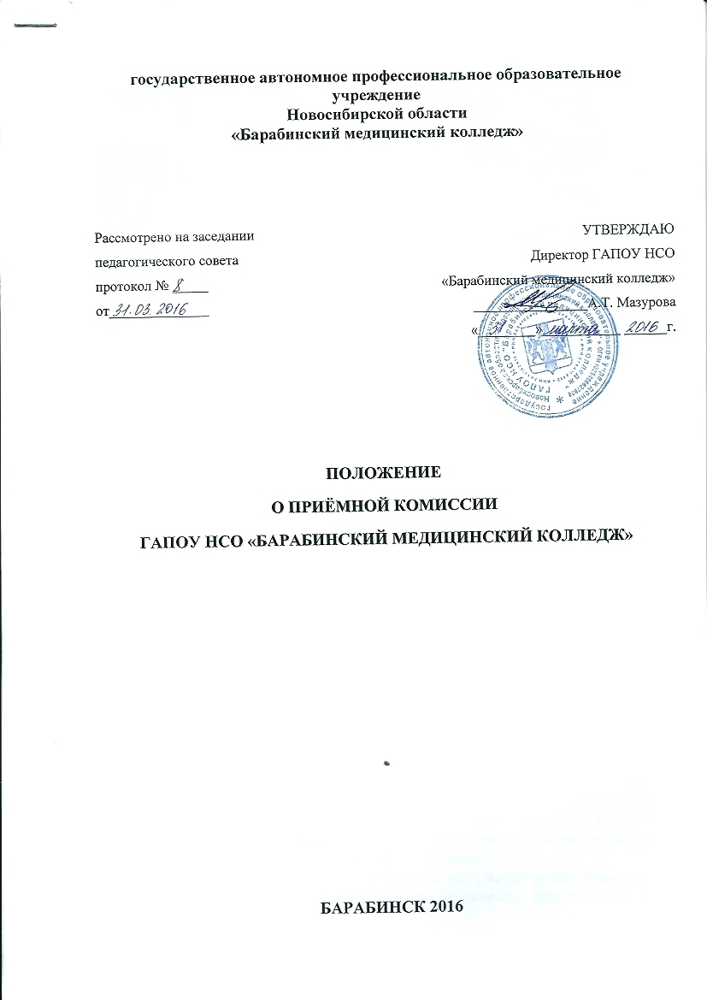 государственное автономное профессиональное образовательное
учреждение
Новосибирской области
«Барабинский медицинский колледж»
Рассмотрено на заседании
педагогического совета
протокол № 8
от 31.03.2016
УТВЕРЖДАЮ
Директор ГАПОУ НСО
«Барабинский медицинский колледж»
А.Т. Мазурова
« 31 » марта 2016 г.
ПОЛОЖЕНИЕ
О ПРИЁМНОЙ КОМИССИИ
ГАПОУ НСО «БАРАБИНСКИЙ МЕДИЦИНСКИЙ КОЛЛЕДЖ»
БАРАБИНСК 2016